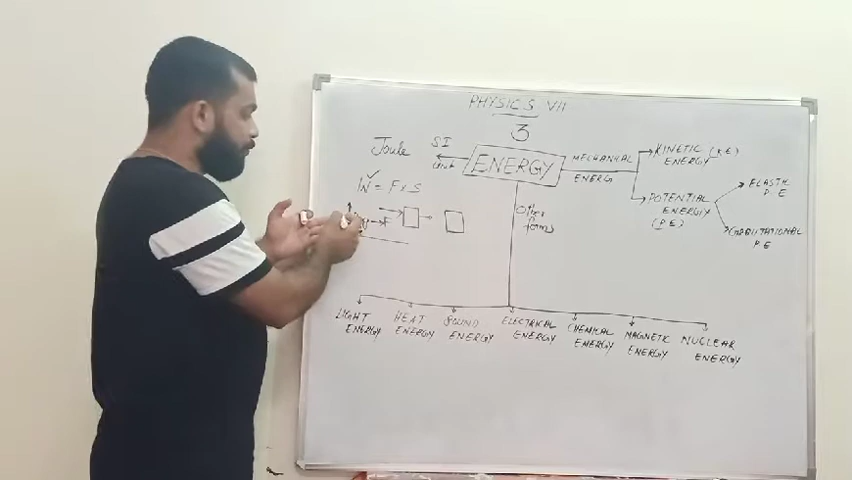 PHYSICS VII
3
Joule
SI
Unit
ENERGY
MECHANICAL
ENERGY
KINETIC (K E)
ENERGY
POTENTIAL
ENERGY
(P E)
ELASTIC
P E
GRAVITATIONAL
P E
W = F x S
F
Other
forms
LIGHT
ENERGY
HEAT
ENERGY
SOUND
ENERGY
ELECTRICAL
ENERGY
CHEMICAL
ENERGY
MAGNETIC
ENERGY
NUCLEAR
ENERGY